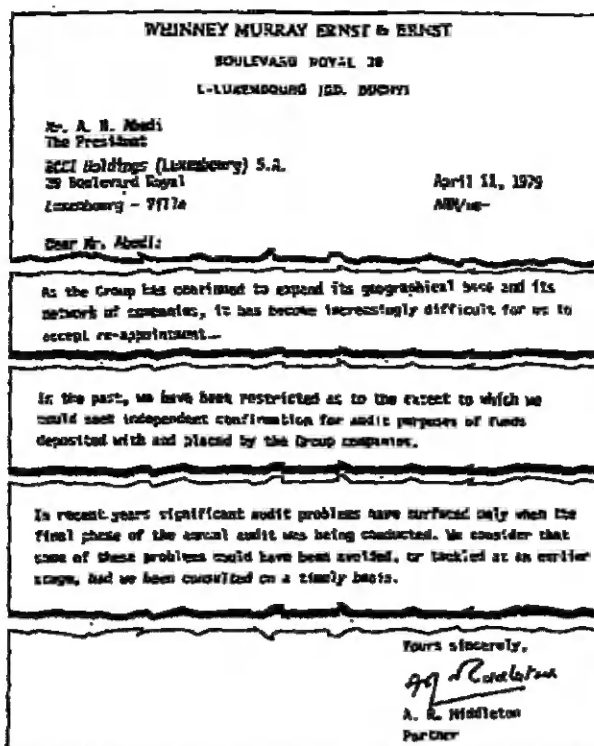 WHINNEY MURRAY ERNST & ERNST
BOULEVARD ROYAL 39
L-LUXEMBOURG (GD. DUCHY)
Mr. A. H. Abedi
The President
BCCI Holdings (Luxembourg) S.A.
39 Boulevard Royal
April 11, 1979
Luxembourg - Ville
Dear Mr. Abedi:
As the Group has continued to expand its geographical base and its
network of companies, it has become increasingly difficult for us to
accept re-appointment—
In the past, we have been restricted as to the extent to which we
could seek independent confirmation for audit purposes of funds
deposited with and placed by the Group companies.
In recent years significant audit problems have surfaced only when the
final phase of the annual audit was being conducted. We consider that
some of these problems could have been avoided, or tackled at an earlier
stage, had we been consulted on a timely basis.
Yours sincerely,
A. R. Middleton
Partner